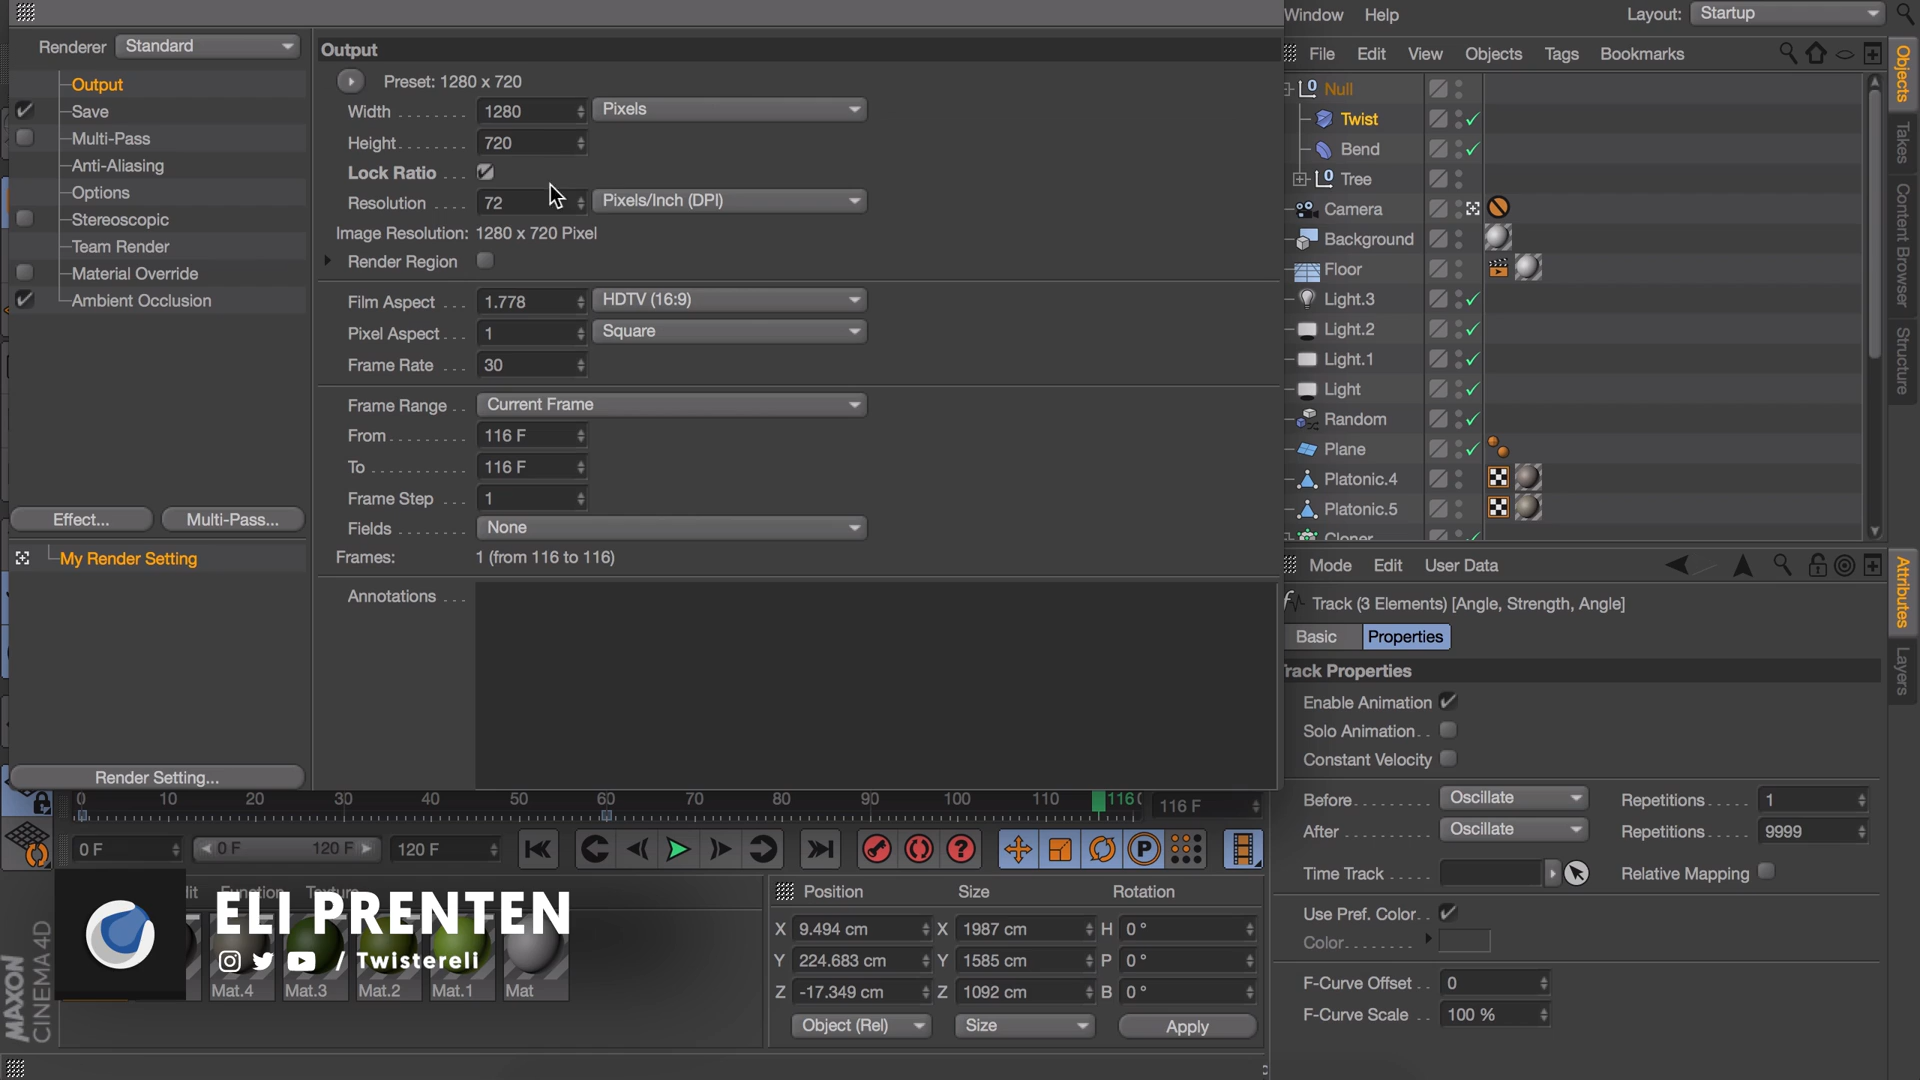 Renderer Standard
Output
Save
Multi-Pass
Anti-Aliasing
Options
Stereoscopic
Team Render
Material Override
Ambient Occlusion
Effect... Multi-Pass...
My Render Setting
Render Setting...
Output
Preset: 1280 x 720
Width 1280 Pixels
Height 720
Lock Ratio
Resolution 72 Pixels/Inch (DPI)
Image Resolution: 1280 x 720 Pixel
Render Region
Film Aspect 1.778 HDTV (16:9)
Pixel Aspect 1 Square
Frame Rate 30
Frame Range Current Frame
From 116 F
To 116 F
Frame Step 1
Fields None
Frames: 1 (from 116 to 116)
Annotations
Window Help Layout: Startup
File Edit View Objects Tags Bookmarks
Null
Twist
Bend
Tree
Camera
Background
Floor
Light.3
Light.2
Light.1
Light
Random
Plane
Platonic.4
Platonic.5
Cloner
Objects
Takes
Content Browser
Structure
Mode Edit User Data
Track (3 Elements) [Angle, Strength, Angle]
Basic Properties
Track Properties
Enable Animation
Solo Animation
Constant Velocity
Before Oscillate Repetitions 1
After Oscillate Repetitions 9999
Time Track Relative Mapping
Use Pref. Color
Color
F-Curve Offset 0
F-Curve Scale 100 %
Attributes
Layers
0 10 20 30 40 50 60 70 80 90 100 110 116 116 F
0 F 0 F 120 F 120 F
Function Texture
ELI PRENTEN
/ Twistereli
Mat.4 Mat.3 Mat.2 Mat.1 Mat
MAXON
CINEMA 4D
Position Size Rotation
X 9.494 cm X 1987 cm H 0 °
Y 224.683 cm Y 1585 cm P 0 °
Z -17.349 cm Z 1092 cm B 0 °
Object (Rel) Size Apply